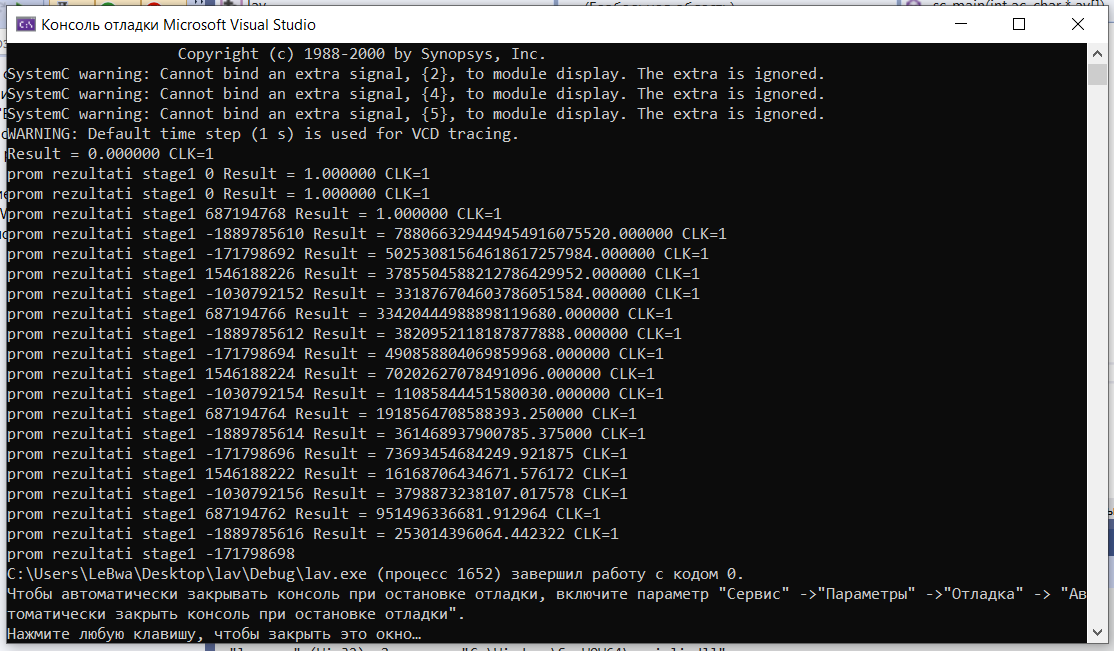 Консоль отладки Microsoft Visual Studio
Copyright (c) 1988-2000 by Synopsys, Inc.
SystemC warning: Cannot bind an extra signal, {2}, to module display. The extra is ignored.
SystemC warning: Cannot bind an extra signal, {4}, to module display. The extra is ignored.
SystemC warning: Cannot bind an extra signal, {5}, to module display. The extra is ignored.
WARNING: Default time step (1 s) is used for VCD tracing.
Result = 0.000000 CLK=1
prom rezultati stage1 0 Result = 1.000000 CLK=1
prom rezultati stage1 0 Result = 1.000000 CLK=1
prom rezultati stage1 687194768 Result = 1.000000 CLK=1
prom rezultati stage1 -1889785610 Result = 788066329449454916075520.000000 CLK=1
prom rezultati stage1 -171798692 Result = 50253081564618617257984.000000 CLK=1
prom rezultati stage1 1546188226 Result = 3785504588212786429952.000000 CLK=1
prom rezultati stage1 -1030792152 Result = 331876704603786051584.000000 CLK=1
prom rezultati stage1 687194766 Result = 33420444988898119680.000000 CLK=1
prom rezultati stage1 -1889785612 Result = 3820952118187877888.000000 CLK=1
prom rezultati stage1 -171798694 Result = 490858804069859968.000000 CLK=1
prom rezultati stage1 1546188224 Result = 70202627078491096.000000 CLK=1
prom rezultati stage1 -1030792154 Result = 11085844451580030.000000 CLK=1
prom rezultati stage1 687194764 Result = 1918564708588393.250000 CLK=1
prom rezultati stage1 -1889785614 Result = 361468937900785.375000 CLK=1
prom rezultati stage1 -171798696 Result = 73693454684249.921875 CLK=1
prom rezultati stage1 1546188222 Result = 16168706434671.576172 CLK=1
prom rezultati stage1 -1030792156 Result = 3798873238107.017578 CLK=1
prom rezultati stage1 687194762 Result = 951496336681.912964 CLK=1
prom rezultati stage1 -1889785616 Result = 253014396064.442322 CLK=1
prom rezultati stage1 -171798698
C:\Users\LeBwa\Desktop\lav\Debug\lav.exe (процесс 1652) завершил работу с кодом 0.
Чтобы автоматически закрывать консоль при остановке отладки, включите параметр "Сервис" ->"Параметры" ->"Отладка" -> "Ав
томатически закрыть консоль при остановке отладки".
Нажмите любую клавишу, чтобы закрыть это окно…